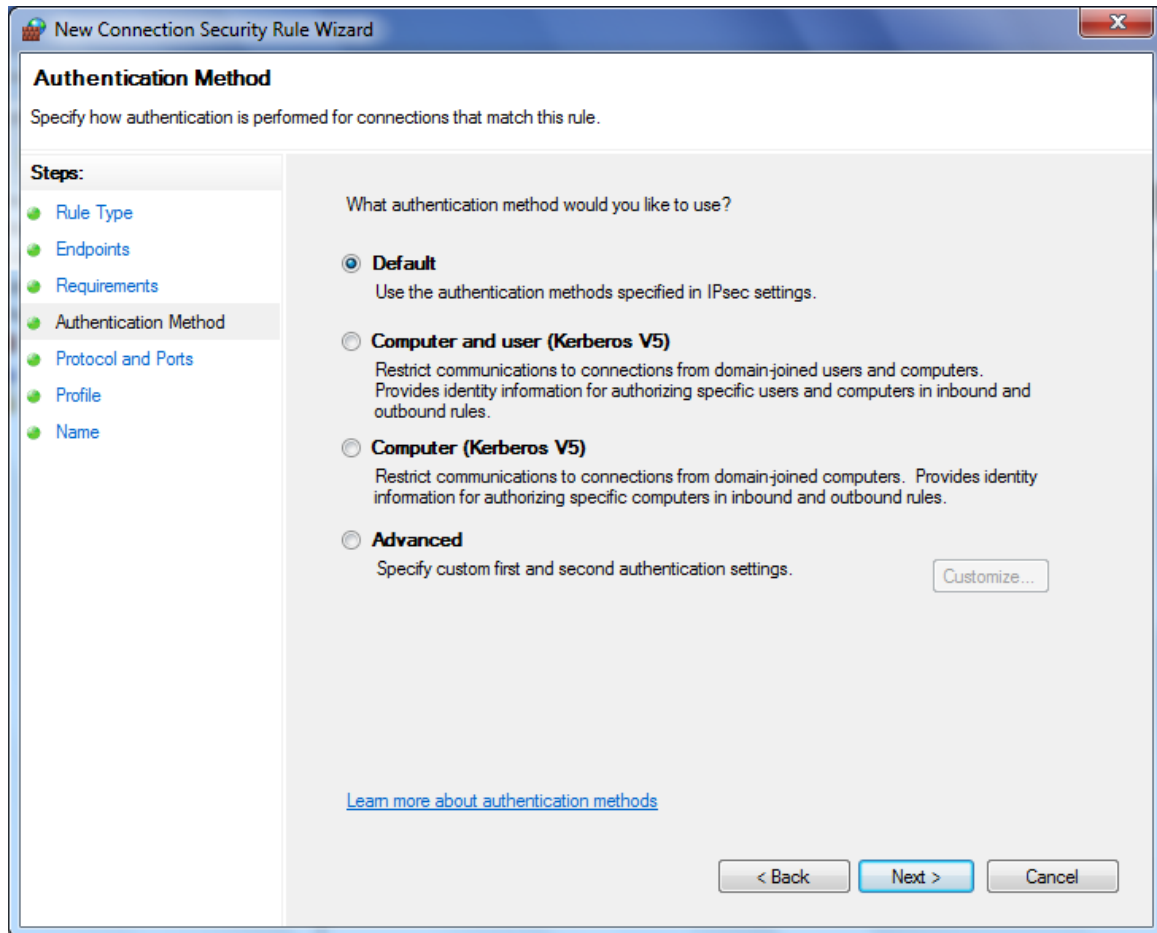 New Connection Security Rule Wizard
Authentication Method
Specify how authentication is performed for connections that match this rule.
Steps:
Rule Type
Endpoints
Requirements
Authentication Method
Protocol and Ports
Profile
Name
What authentication method would you like to use?
Default
Use the authentication methods specified in IPsec settings.
Computer and user (Kerberos V5)
Restrict communications to connections from domain-joined users and computers.
Provides identity information for authorizing specific users and computers in inbound and
outbound rules.
Computer (Kerberos V5)
Restrict communications to connections from domain-joined computers. Provides identity
information for authorizing specific computers in inbound and outbound rules.
Advanced
Specify custom first and second authentication settings.
Customize...
Learn more about authentication methods
< Back
Next >
Cancel